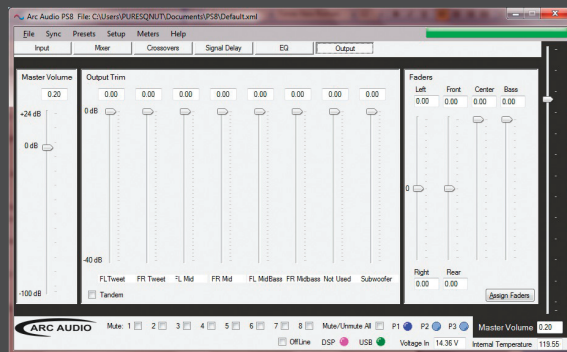 Arc Audio PS8 File: C:\Users\PURESQNUT\Documents\PS8\Default.xml
File Sync Presets Setup Meters Help
Input Mixer Crossovers Signal Delay EQ Output
Master Volume Output Trim Faders
Left Front Center Bass
0.20 0.00 0.00 0.00 0.00 0.00 0.00 0.00 0.00 0.00 0.00 0.00 0.00
+24 dB 0 dB
0 dB
0
-40 dB
FLTweet FR Tweet FL Mid FR Mid FL MidBass FR Midbass Not Used Subwoofer
Right Rear
0.00 0.00
-100 dB Tandem Assign Faders
ARC AUDIO Mute: 1 2 3 4 5 6 7 8 Mute/Unmute All P1 P2 P3 Master Volume 0.20
OffLine DSP USB Voltage In 14.36 V Internal Temperature 119.55